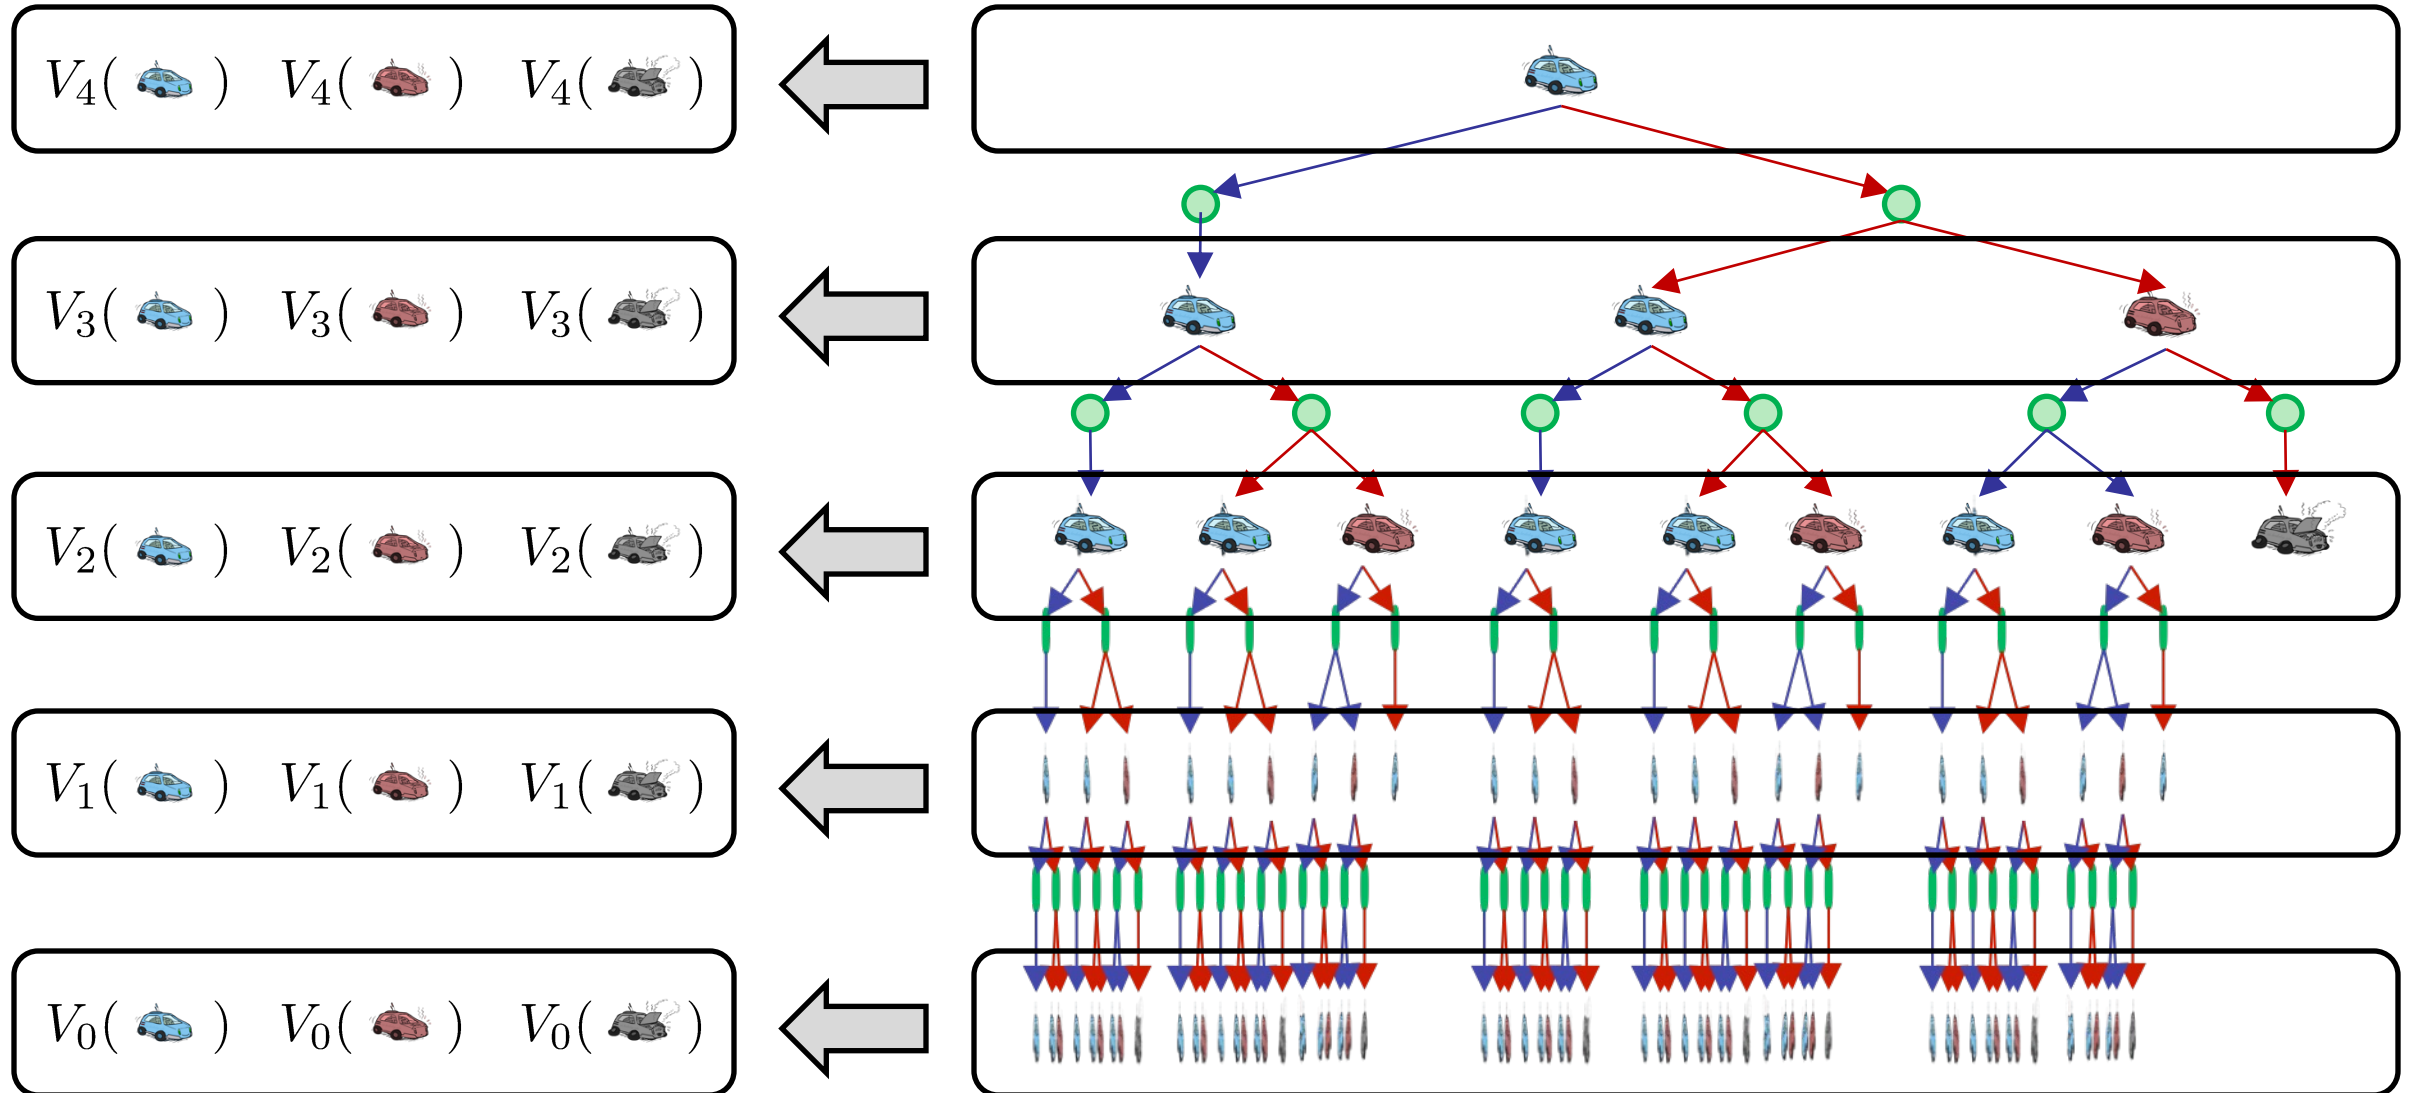 V₄( ) V₄( ) V₄( )
V₃( ) V₃( ) V₃( )
V₂( ) V₂( ) V₂( )
V₁( ) V₁( ) V₁( )
V₀( ) V₀( ) V₀( )